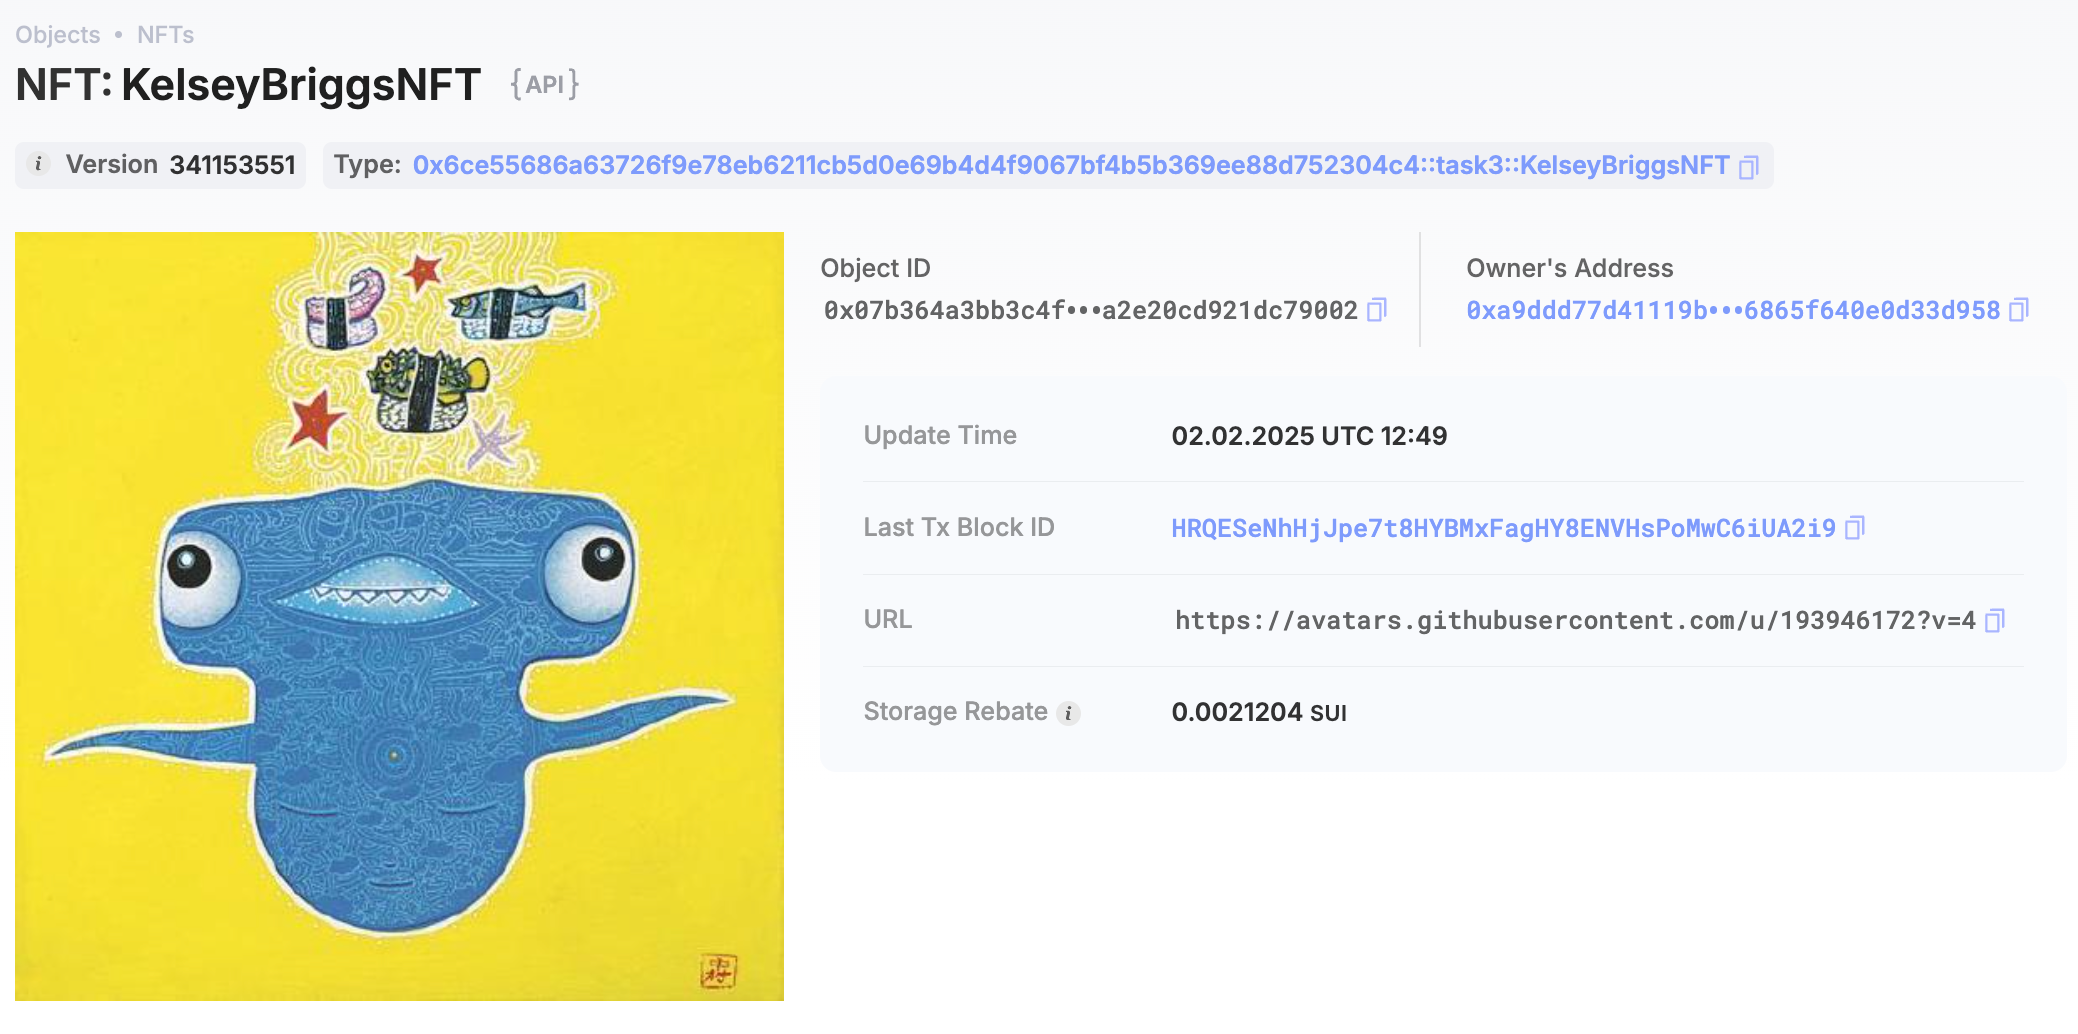 Objects • NFTs
NFT: KelseyBriggsNFT {API}
i Version 341153551 Type: 0x6ce55686a63726f9e78eb6211cb5d0e69b4d4f9067bf4b5b369ee88d752304c4::task3::KelseyBriggsNFT
Object ID
0x07b364a3bb3c4f•••a2e20cd921dc79002
Owner's Address
0xa9ddd77d41119b•••6865f640e0d33d958
Update Time 02.02.2025 UTC 12:49
Last Tx Block ID HRQESeNhHjJpe7t8HYBMxFagHY8ENVHsPoMwC6iUA2i9
URL https://avatars.githubusercontent.com/u/193946172?v=4
Storage Rebate i 0.0021204 SUI